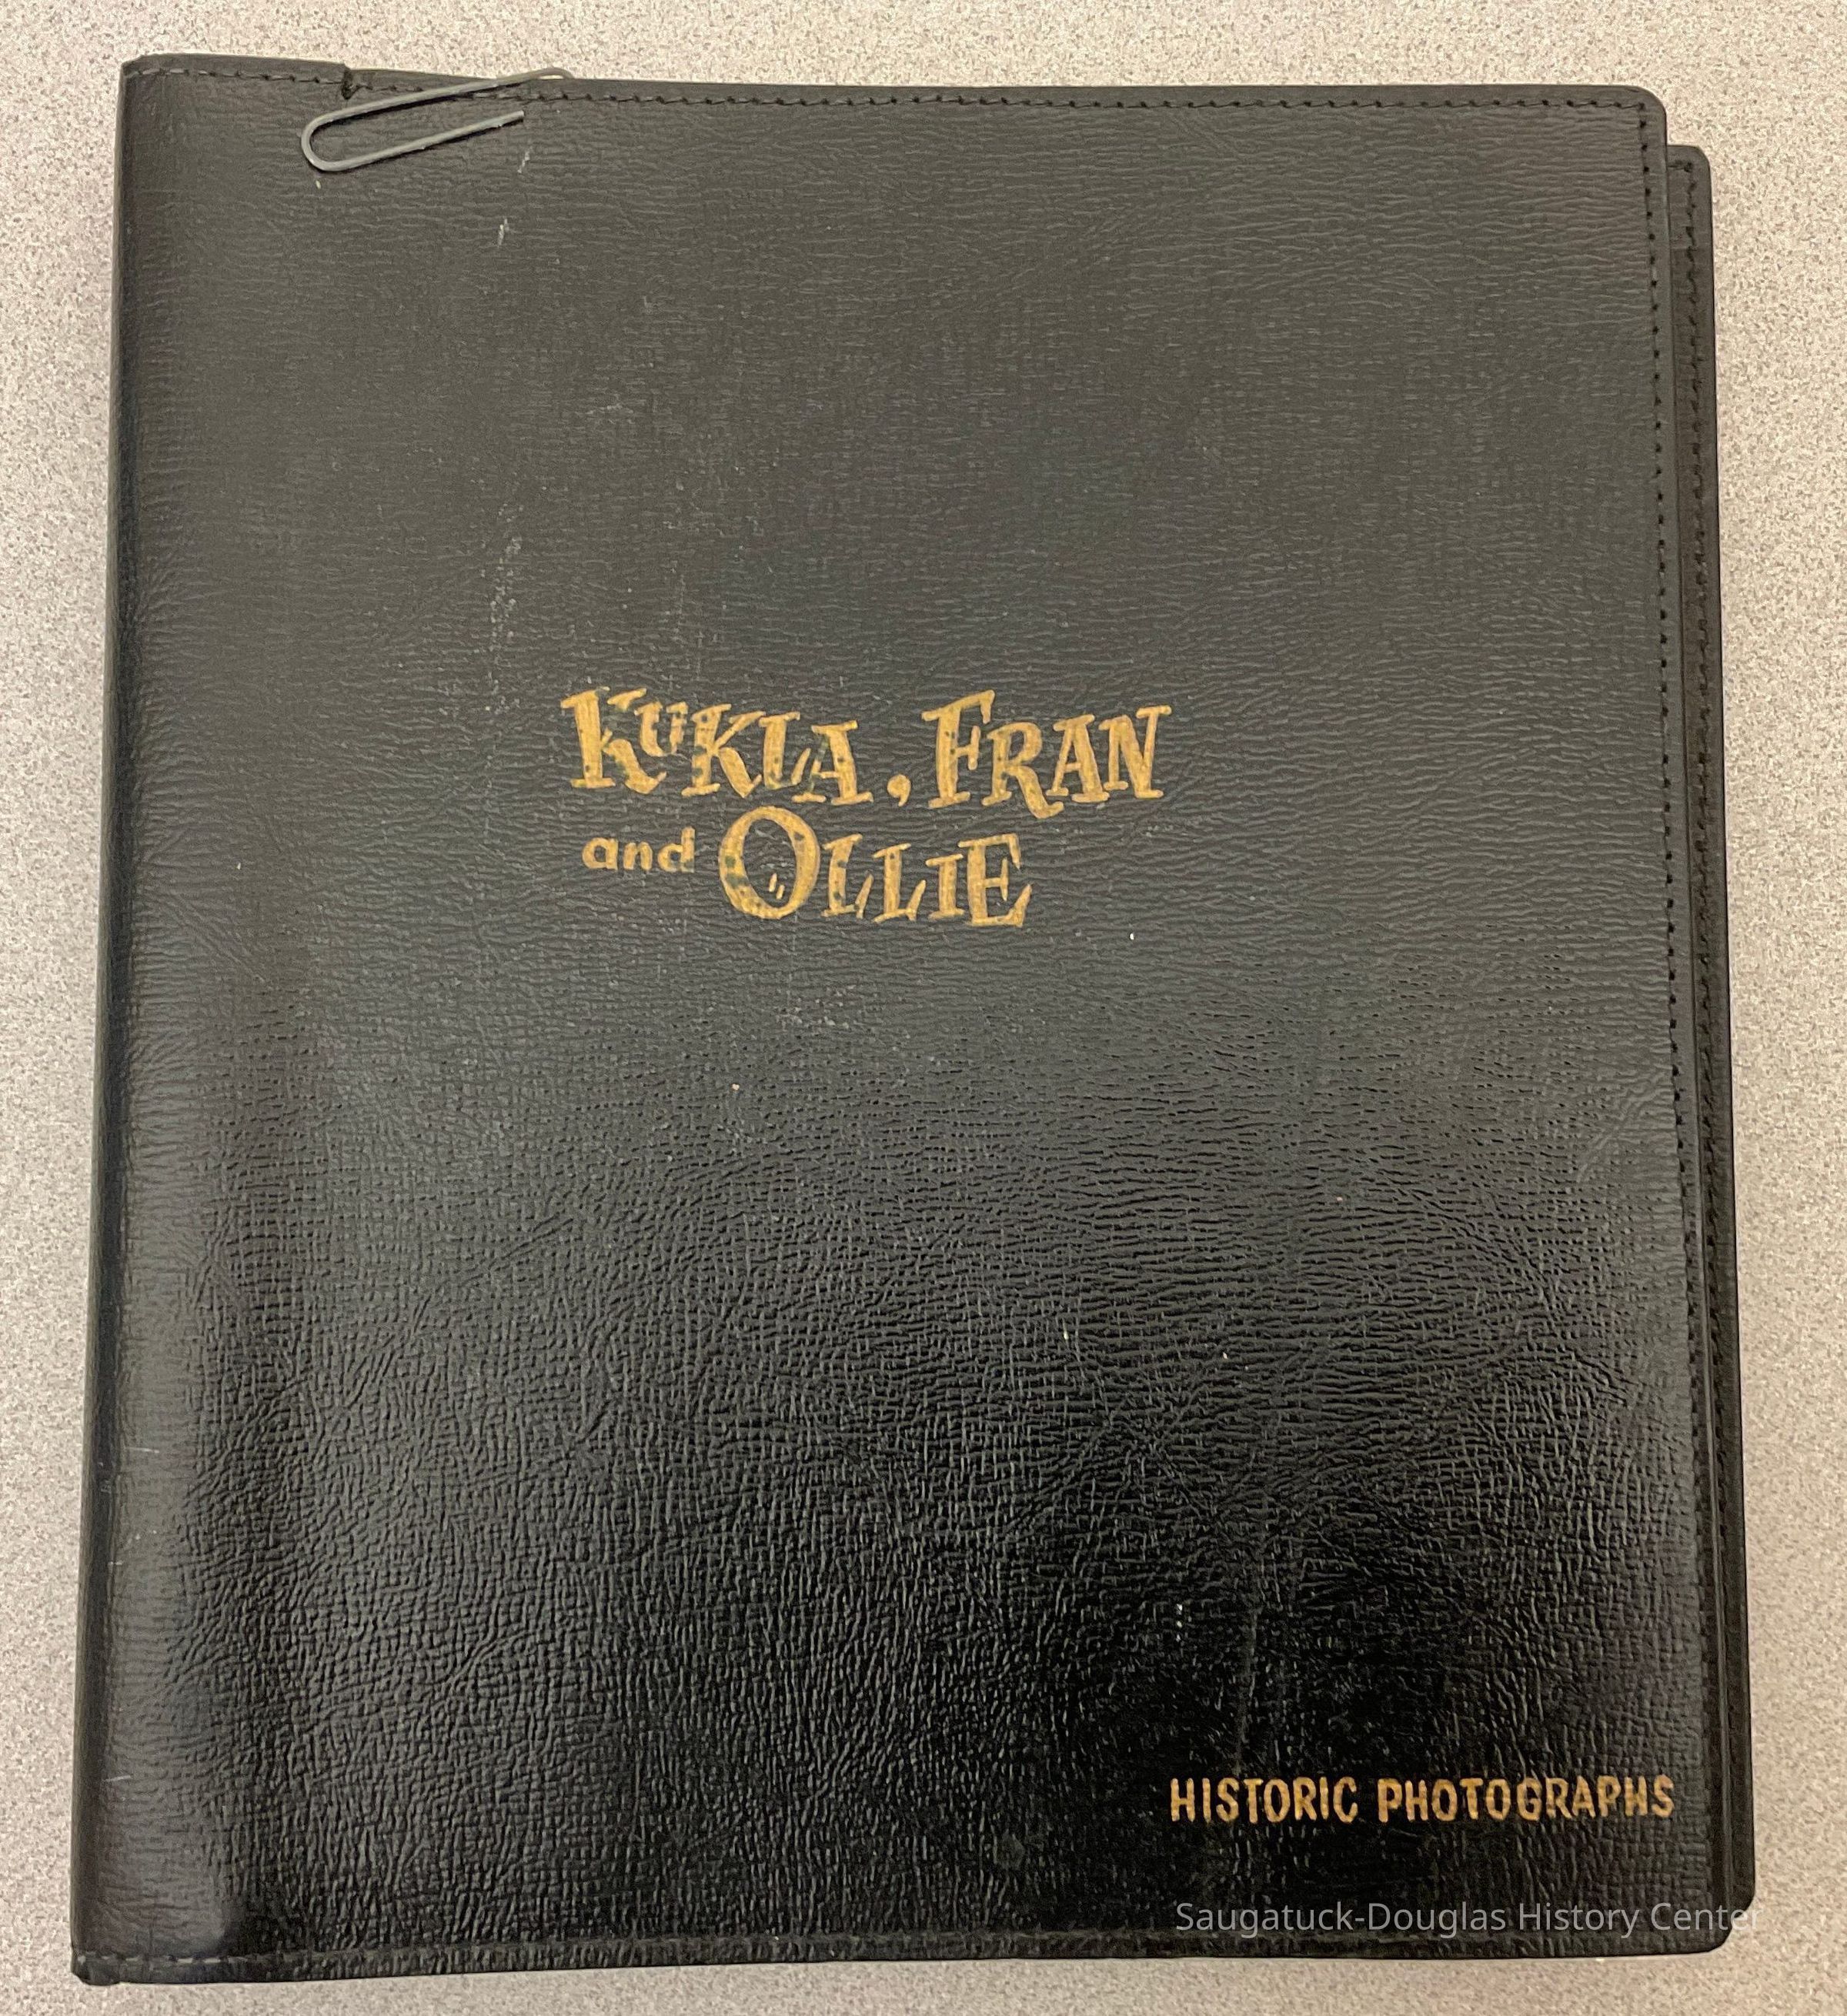 KUKLA, FRAN
and OLLIE
HISTORIC PHOTOGRAPHS
Saugatuck-Douglas History Center